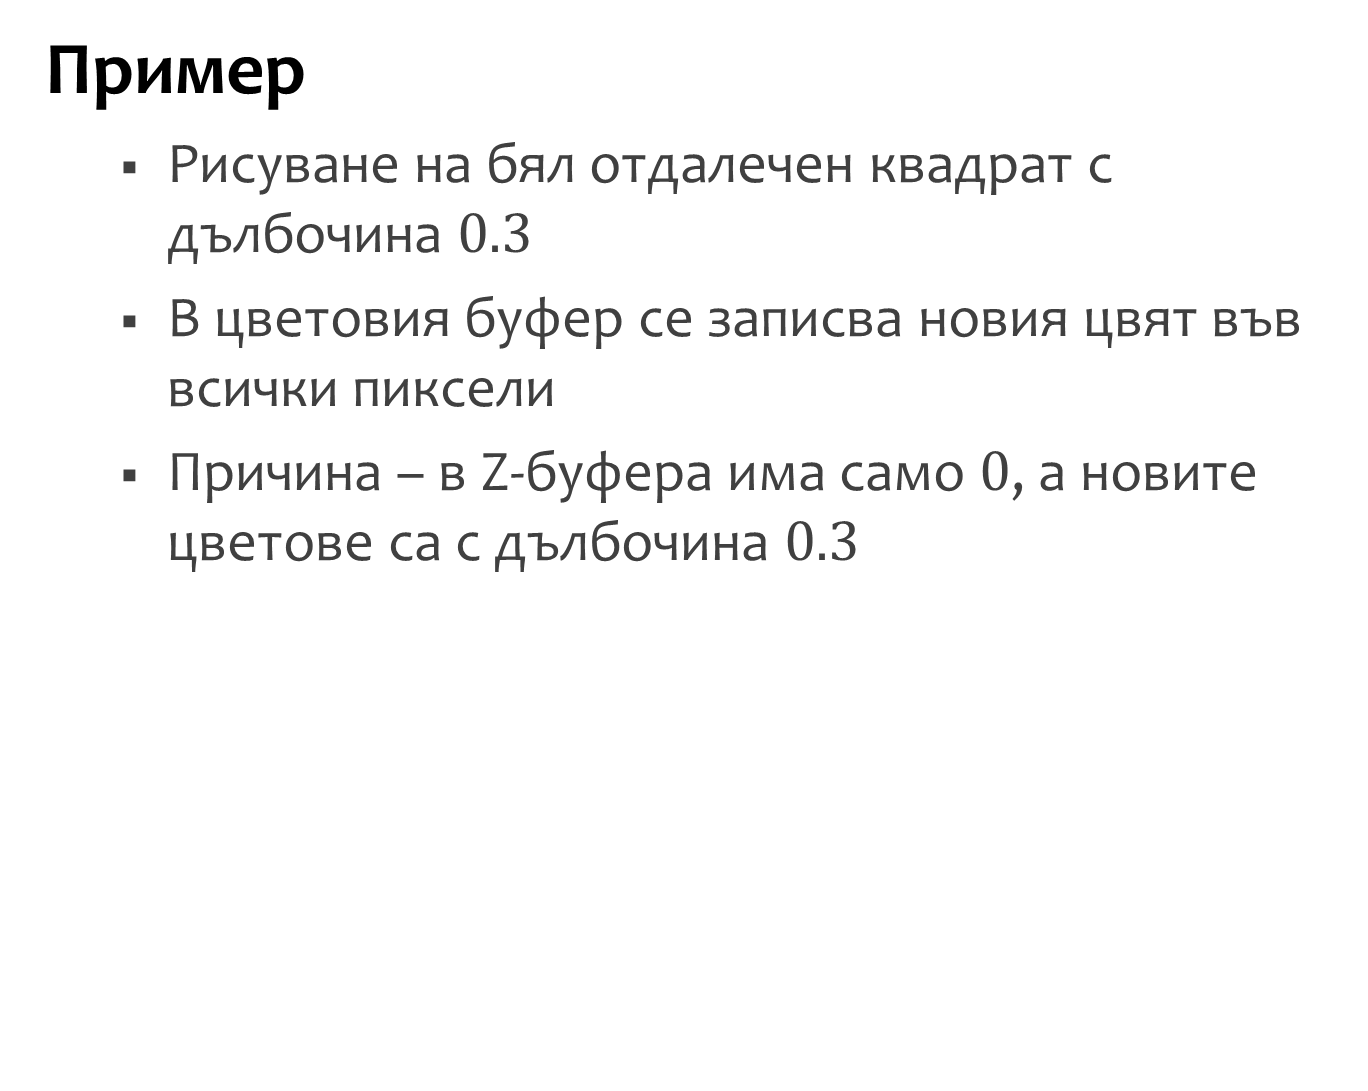 Пример
▪ Рисуване на бял отдалечен квадрат с
дълбочина 0.3
▪ В цветовия буфер се записва новия цвят във
всички пиксели
▪ Причина – в Z-буфера има само 0, а новите
цветове са с дълбочина 0.3